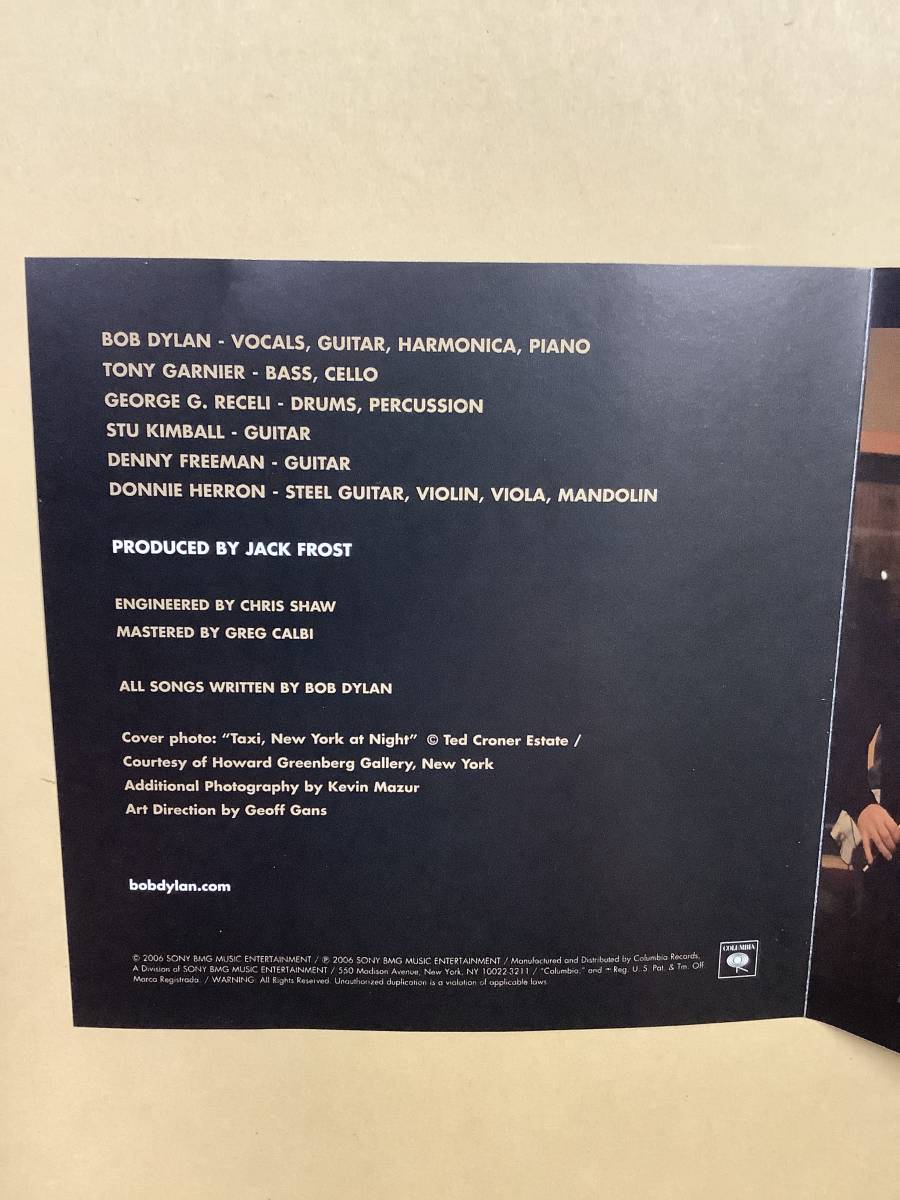 BOB DYLAN - VOCALS, GUITAR, HARMONICA, PIANO
TONY GARNIER - BASS, CELLO
GEORGE G. RECELI - DRUMS, PERCUSSION
STU KIMBALL - GUITAR
DENNY FREEMAN - GUITAR
DONNIE HERRON - STEEL GUITAR, VIOLIN, VIOLA, MANDOLIN
PRODUCED BY JACK FROST
ENGINEERED BY CHRIS SHAW
MASTERED BY GREG CALBI
ALL SONGS WRITTEN BY BOB DYLAN
Cover photo: “Taxi, New York at Night” © Ted Croner Estate /
Courtesy of Howard Greenberg Gallery, New York
Additional Photography by Kevin Mazur
Art Direction by Geoff Gans
bobdylan.com
© 2006 SONY BMG MUSIC ENTERTAINMENT / ℗ 2006 SONY BMG MUSIC ENTERTAINMENT / Manufactured and Distributed by Columbia Records,
A Division of SONY BMG MUSIC ENTERTAINMENT / 550 Madison Avenue, New York, NY 10022-3211 / “Columbia,” and Reg. U.S. Pat. & Tm. Off.
Marca Registrada. / WARNING: All Rights Reserved. Unauthorized duplication is a violation of applicable laws.
COLUMBIA